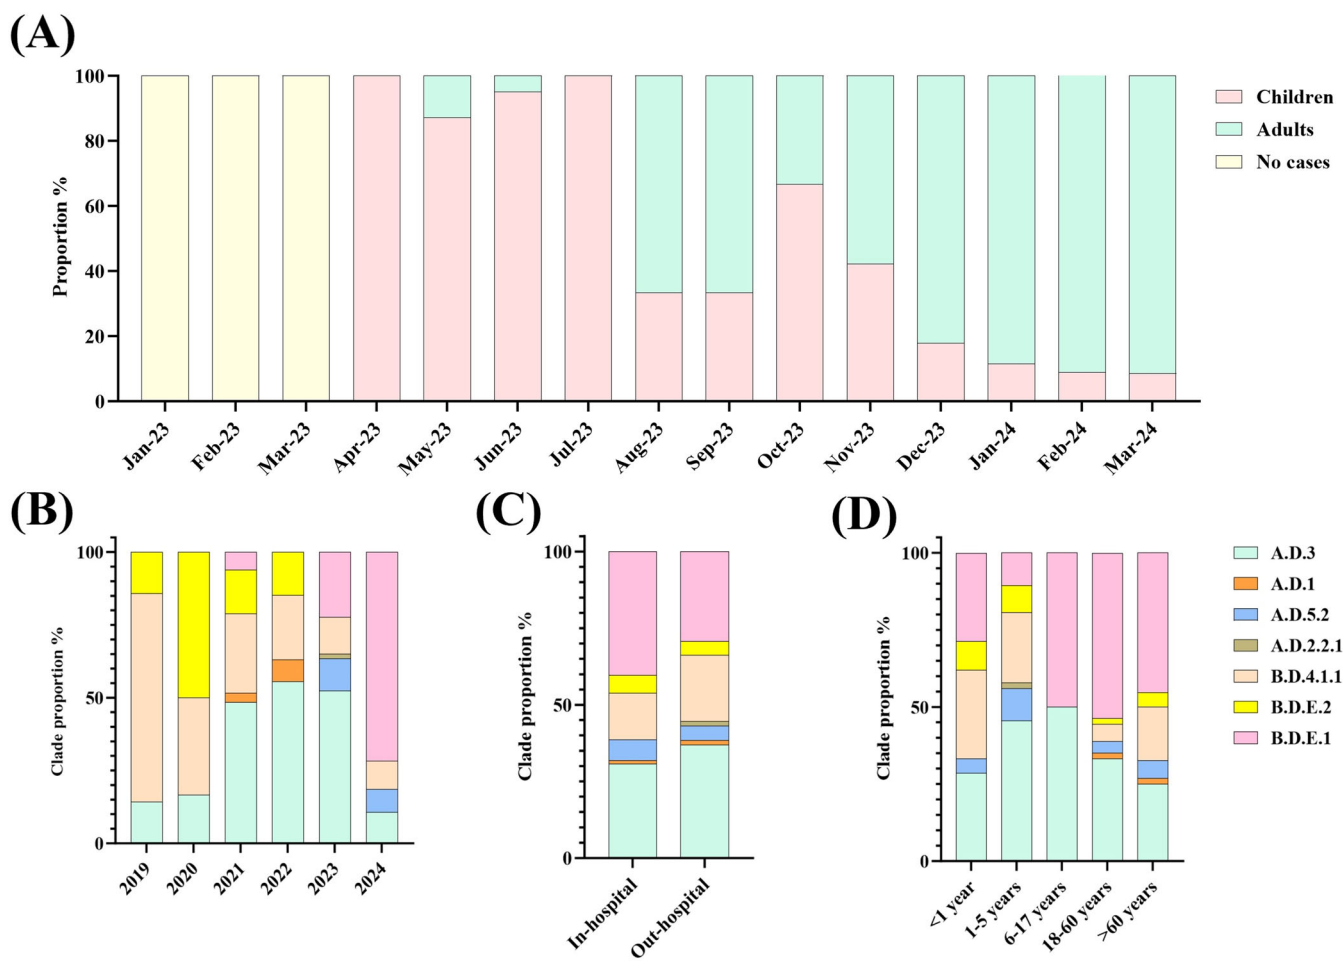 (A)
Proportion %
100
80
60
40
20
0
Jan-23
Feb-23
Mar-23
Apr-23
May-23
Jun-23
Jul-23
Aug-23
Sep-23
Oct-23
Nov-23
Dec-23
Jan-24
Feb-24
Mar-24
Children
Adults
No cases
(B)
Clade proportion %
100
50
0
2019
2020
2021
2022
2023
2024
(C)
Clade proportion %
100
50
0
In-hospital
Out-hospital
(D)
Clade proportion %
100
50
0
<1 year
1-5 years
6-17 years
18-60 years
>60 years
A.D.3
A.D.1
A.D.5.2
A.D.2.2.1
B.D.4.1.1
B.D.E.2
B.D.E.1